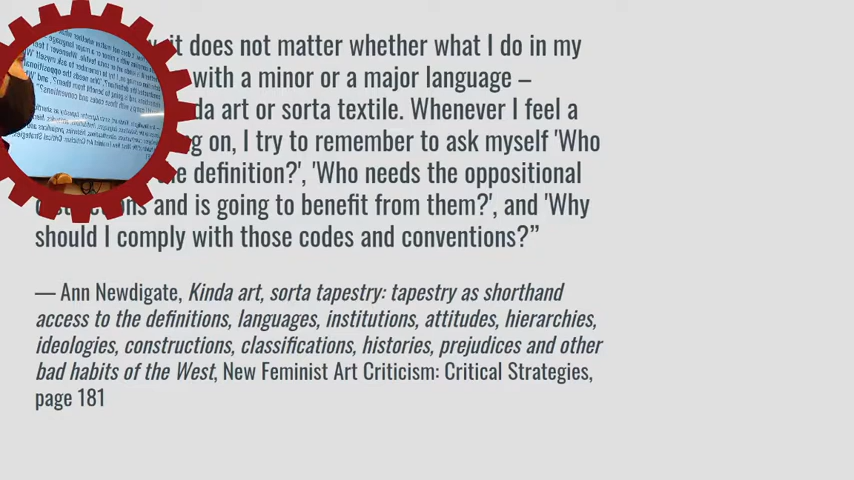 it does not matter whether what I do in my
with a minor or a major language –
art or sorta textile. Whenever I feel a
on, I try to remember to ask myself 'Who
definition?', 'Who needs the oppositional
and is going to benefit from them?', and 'Why
should I comply with those codes and conventions?”
— Ann Newdigate, Kinda art, sorta tapestry: tapestry as shorthand
access to the definitions, languages, institutions, attitudes, hierarchies,
ideologies, constructions, classifications, histories, prejudices and other
bad habits of the West, New Feminist Art Criticism: Critical Strategies,
page 181